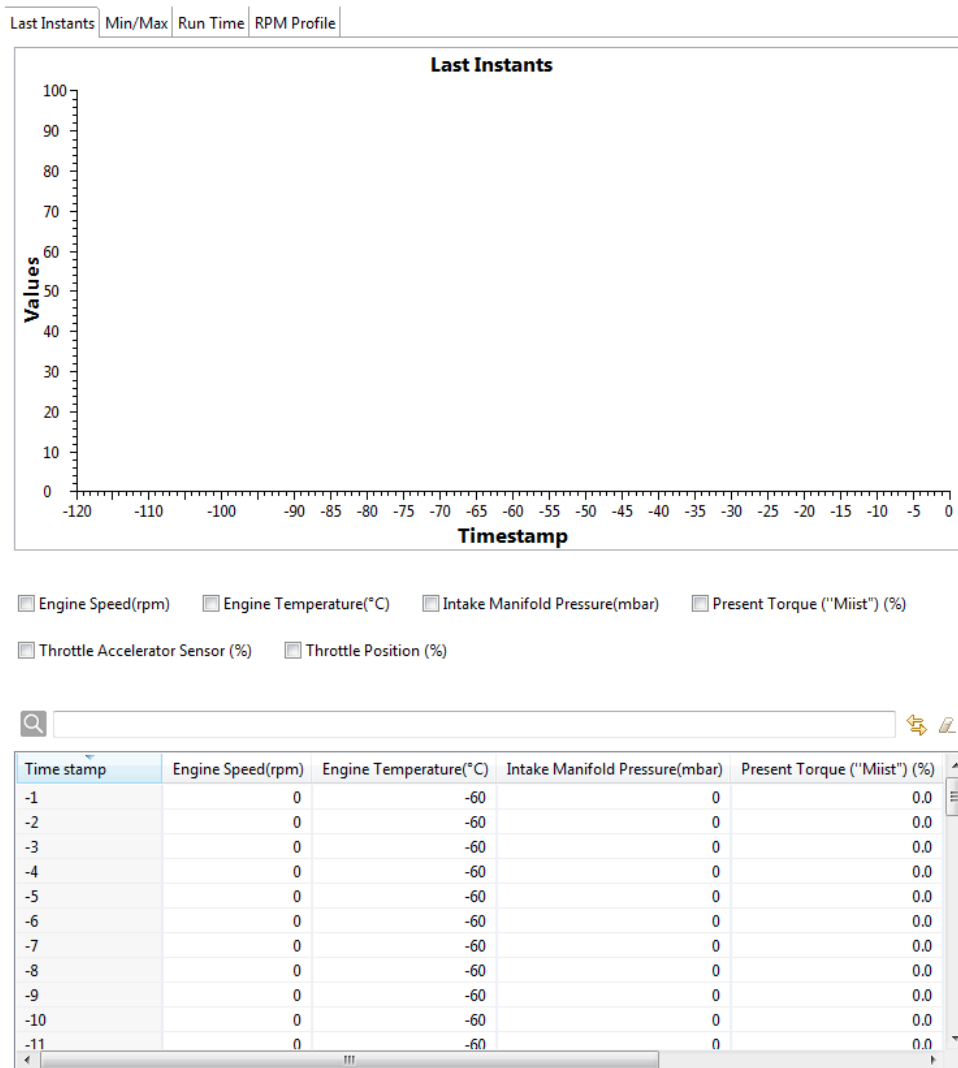 Last Instants Min/Max Run Time RPM Profile
Last Instants
100
90
80
70
60
50
40
30
20
10
0
Values
-120 -110 -100 -90 -85 -80 -75 -70 -65 -60 -55 -50 -45 -40 -35 -30 -25 -20 -15 -10 -5 0
Timestamp
Engine Speed(rpm) Engine Temperature(°C) Intake Manifold Pressure(mbar) Present Torque (''Miist'') (%)
Throttle Accelerator Sensor (%) Throttle Position (%)
Time stamp Engine Speed(rpm) Engine Temperature(°C) Intake Manifold Pressure(mbar) Present Torque (''Miist'') (%)
-1 0 -60 0 0.0
-2 0 -60 0 0.0
-3 0 -60 0 0.0
-4 0 -60 0 0.0
-5 0 -60 0 0.0
-6 0 -60 0 0.0
-7 0 -60 0 0.0
-8 0 -60 0 0.0
-9 0 -60 0 0.0
-10 0 -60 0 0.0
-11 0 -60 0 0.0